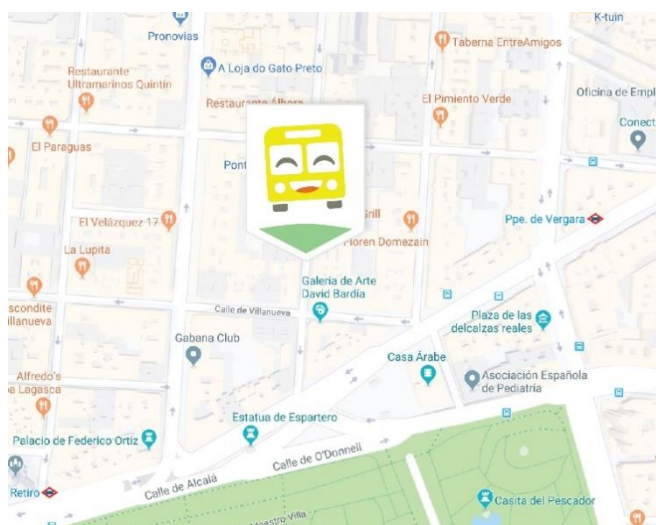 K-tuin
Pronovias
Taberna EntreAmigos
A Loja do Gato Preto
Restaurante
Ultramarinos Quintín
Oficina de Empl
El Pimiento Verde
Restaurante Álbora
Conect
El Paraguas
Pont
Ppe. de Vergara
El Velázquez 17
Grill
Floren Domezain
La Lupita
Galería de Arte
David Bardía
scondite
illanueva
Calle de Villanueva
Plaza de las
delcalzas reales
Gabana Club
Casa Árabe
Alfredo's
a Lagasca
Asociación Española
de Pediatría
Estatua de Espartero
Palacio de Federico Ortiz
Calle de O'Donnell
Calle de Alcalá
Retiro
Casita del Pescador
Maestro Villa